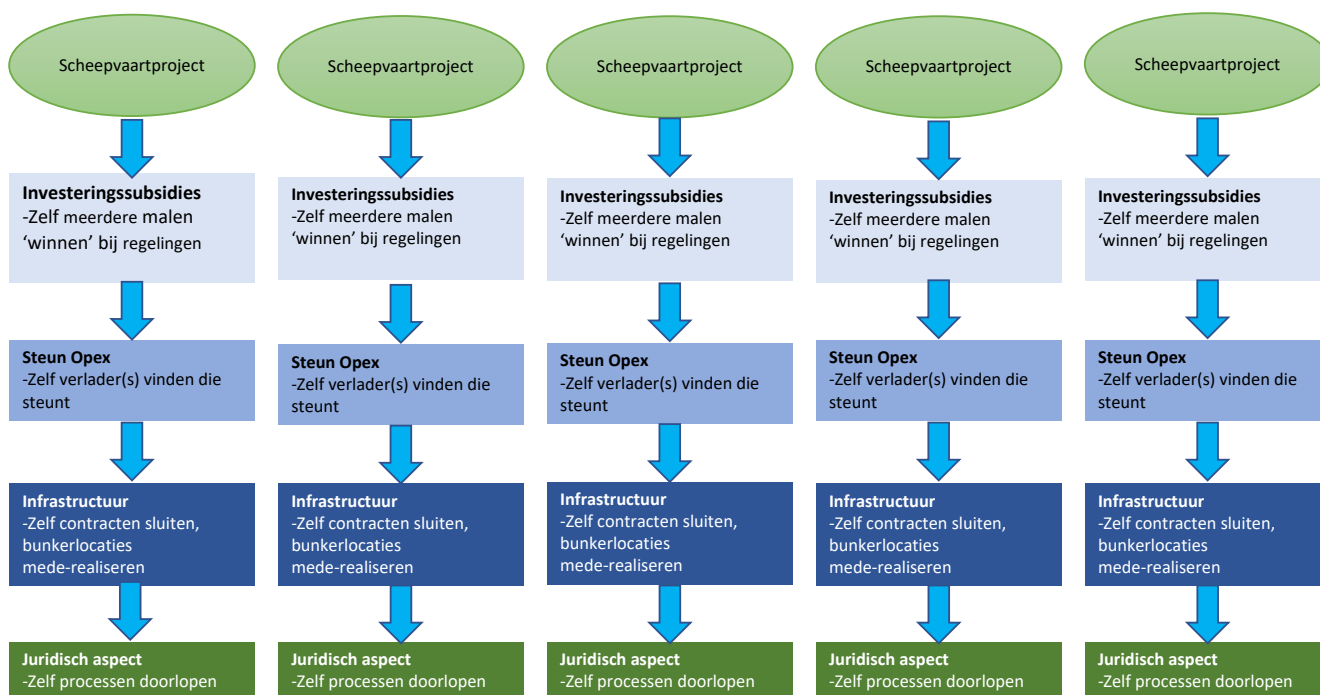 Scheepvaartproject
Investeringssubsidies
-Zelf meerdere malen
‘winnen’ bij regelingen
Steun Opex
-Zelf verlader(s) vinden die
steunt
Infrastructuur
-Zelf contracten sluiten,
bunkerlocaties
mede-realiseren
Juridisch aspect
-Zelf processen doorlopen
Scheepvaartproject
Investeringssubsidies
-Zelf meerdere malen
‘winnen’ bij regelingen
Steun Opex
-Zelf verlader(s) vinden die
steunt
Infrastructuur
-Zelf contracten sluiten,
bunkerlocaties
mede-realiseren
Juridisch aspect
-Zelf processen doorlopen
Scheepvaartproject
Investeringssubsidies
-Zelf meerdere malen
‘winnen’ bij regelingen
Steun Opex
-Zelf verlader(s) vinden die
steunt
Infrastructuur
-Zelf contracten sluiten,
bunkerlocaties
mede-realiseren
Juridisch aspect
-Zelf processen doorlopen
Scheepvaartproject
Investeringssubsidies
-Zelf meerdere malen
‘winnen’ bij regelingen
Steun Opex
-Zelf verlader(s) vinden die
steunt
Infrastructuur
-Zelf contracten sluiten,
bunkerlocaties
mede-realiseren
Juridisch aspect
-Zelf processen doorlopen
Scheepvaartproject
Investeringssubsidies
-Zelf meerdere malen
‘winnen’ bij regelingen
Steun Opex
-Zelf verlader(s) vinden die
steunt
Infrastructuur
-Zelf contracten sluiten,
bunkerlocaties
mede-realiseren
Juridisch aspect
-Zelf processen doorlopen